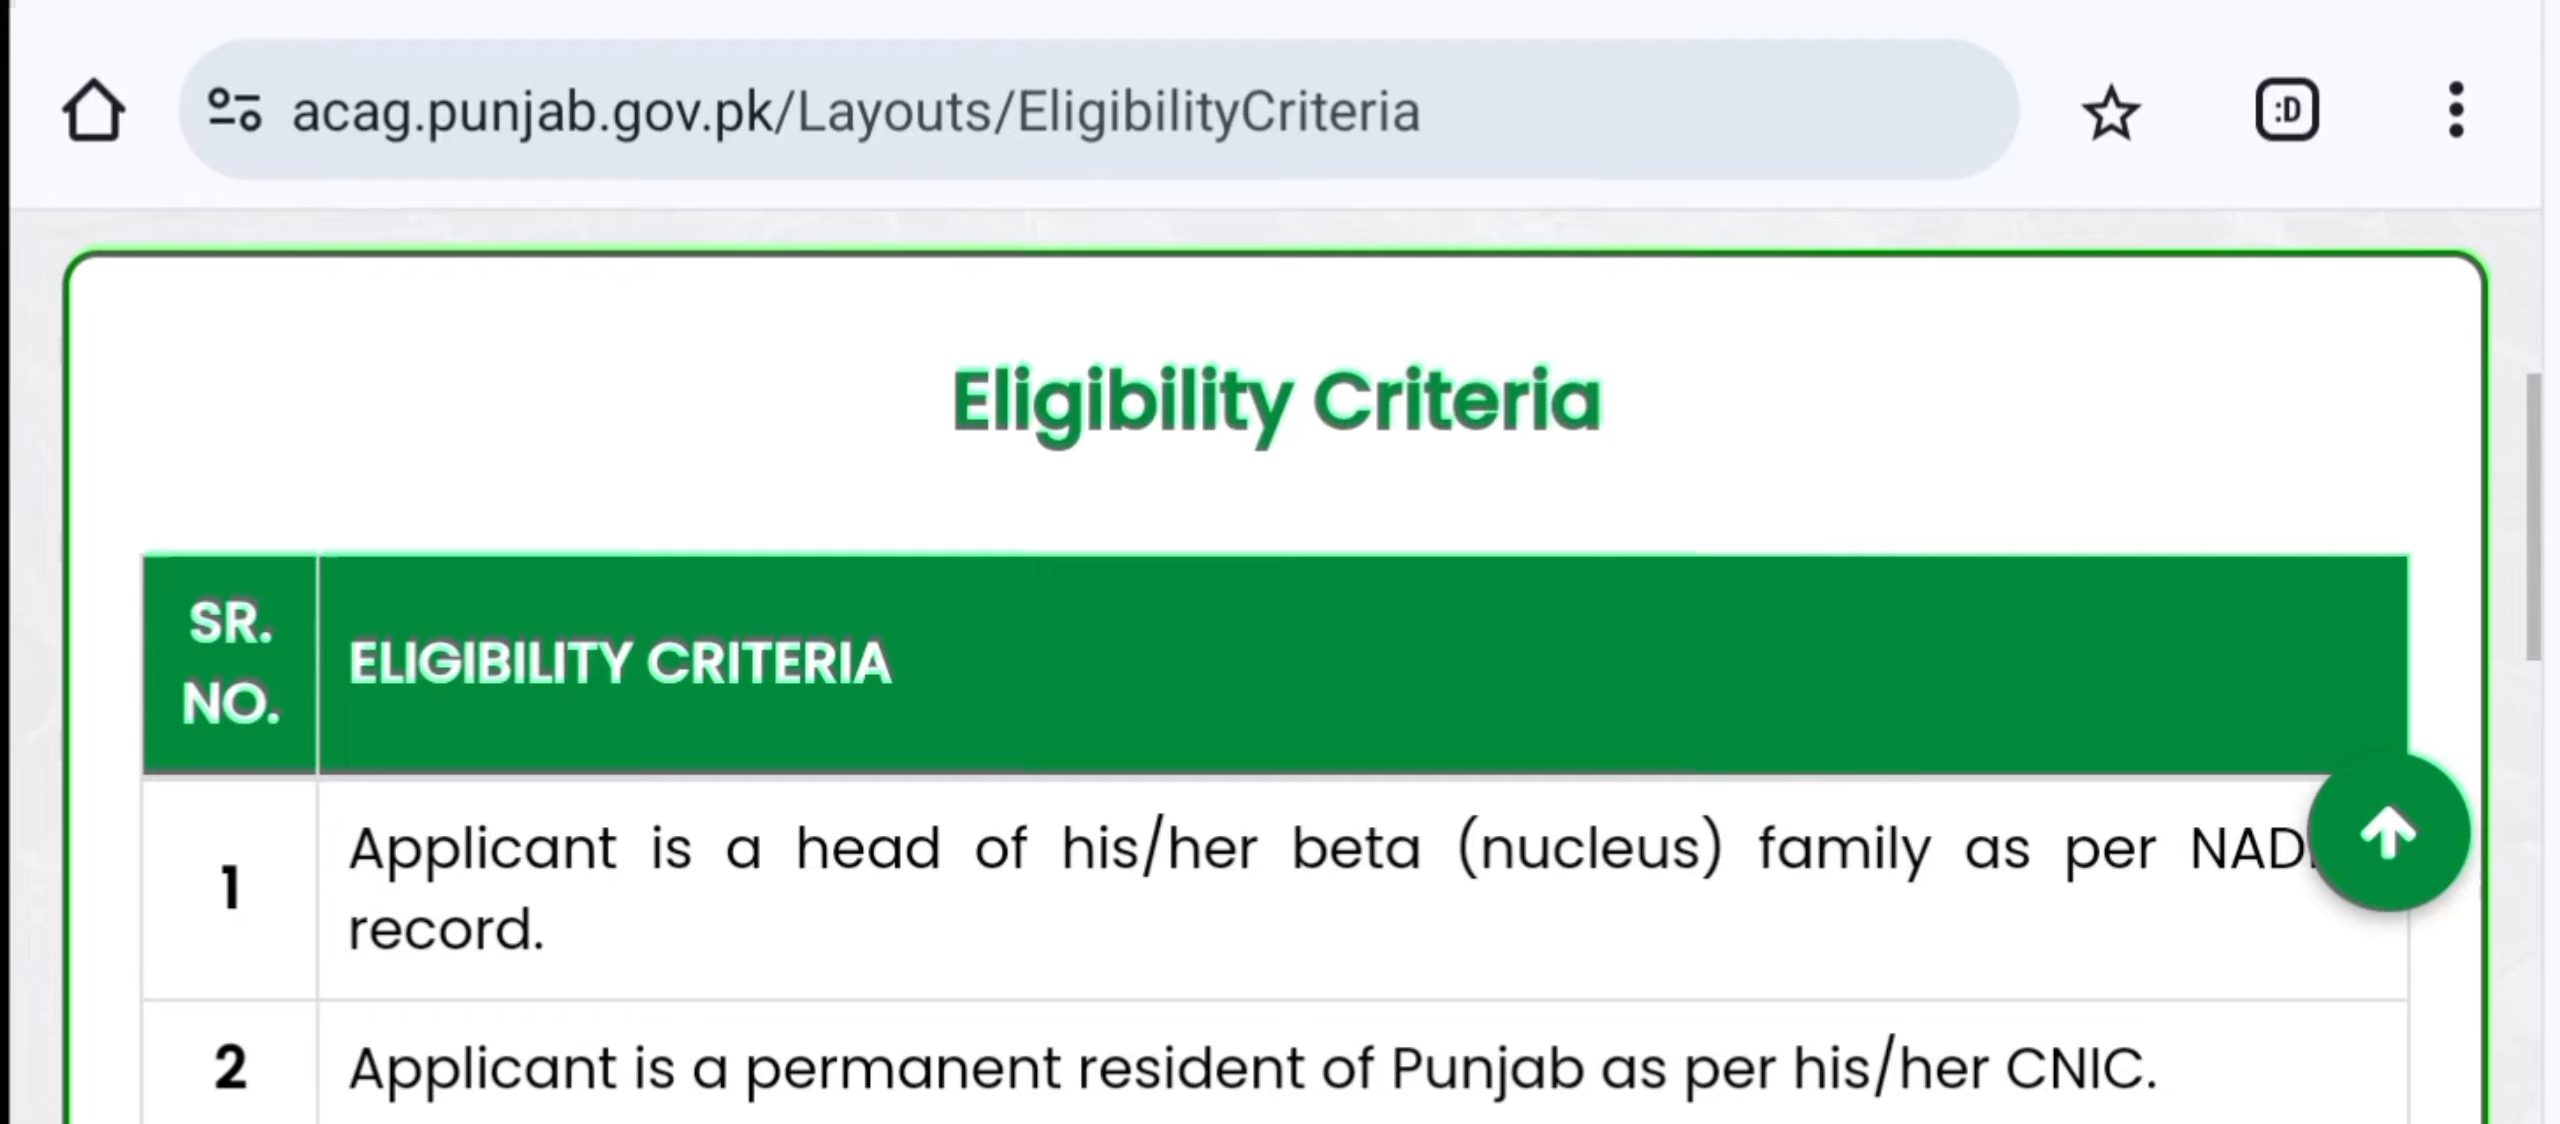 acag.punjab.gov.pk/Layouts/EligibilityCriteria
:D
Eligibility Criteria
SR.
NO.
ELIGIBILITY CRITERIA
1
Applicant is a head of his/her beta (nucleus) family as per
record.
2
Applicant is a permanent resident of Punjab as per his/her CNIC.